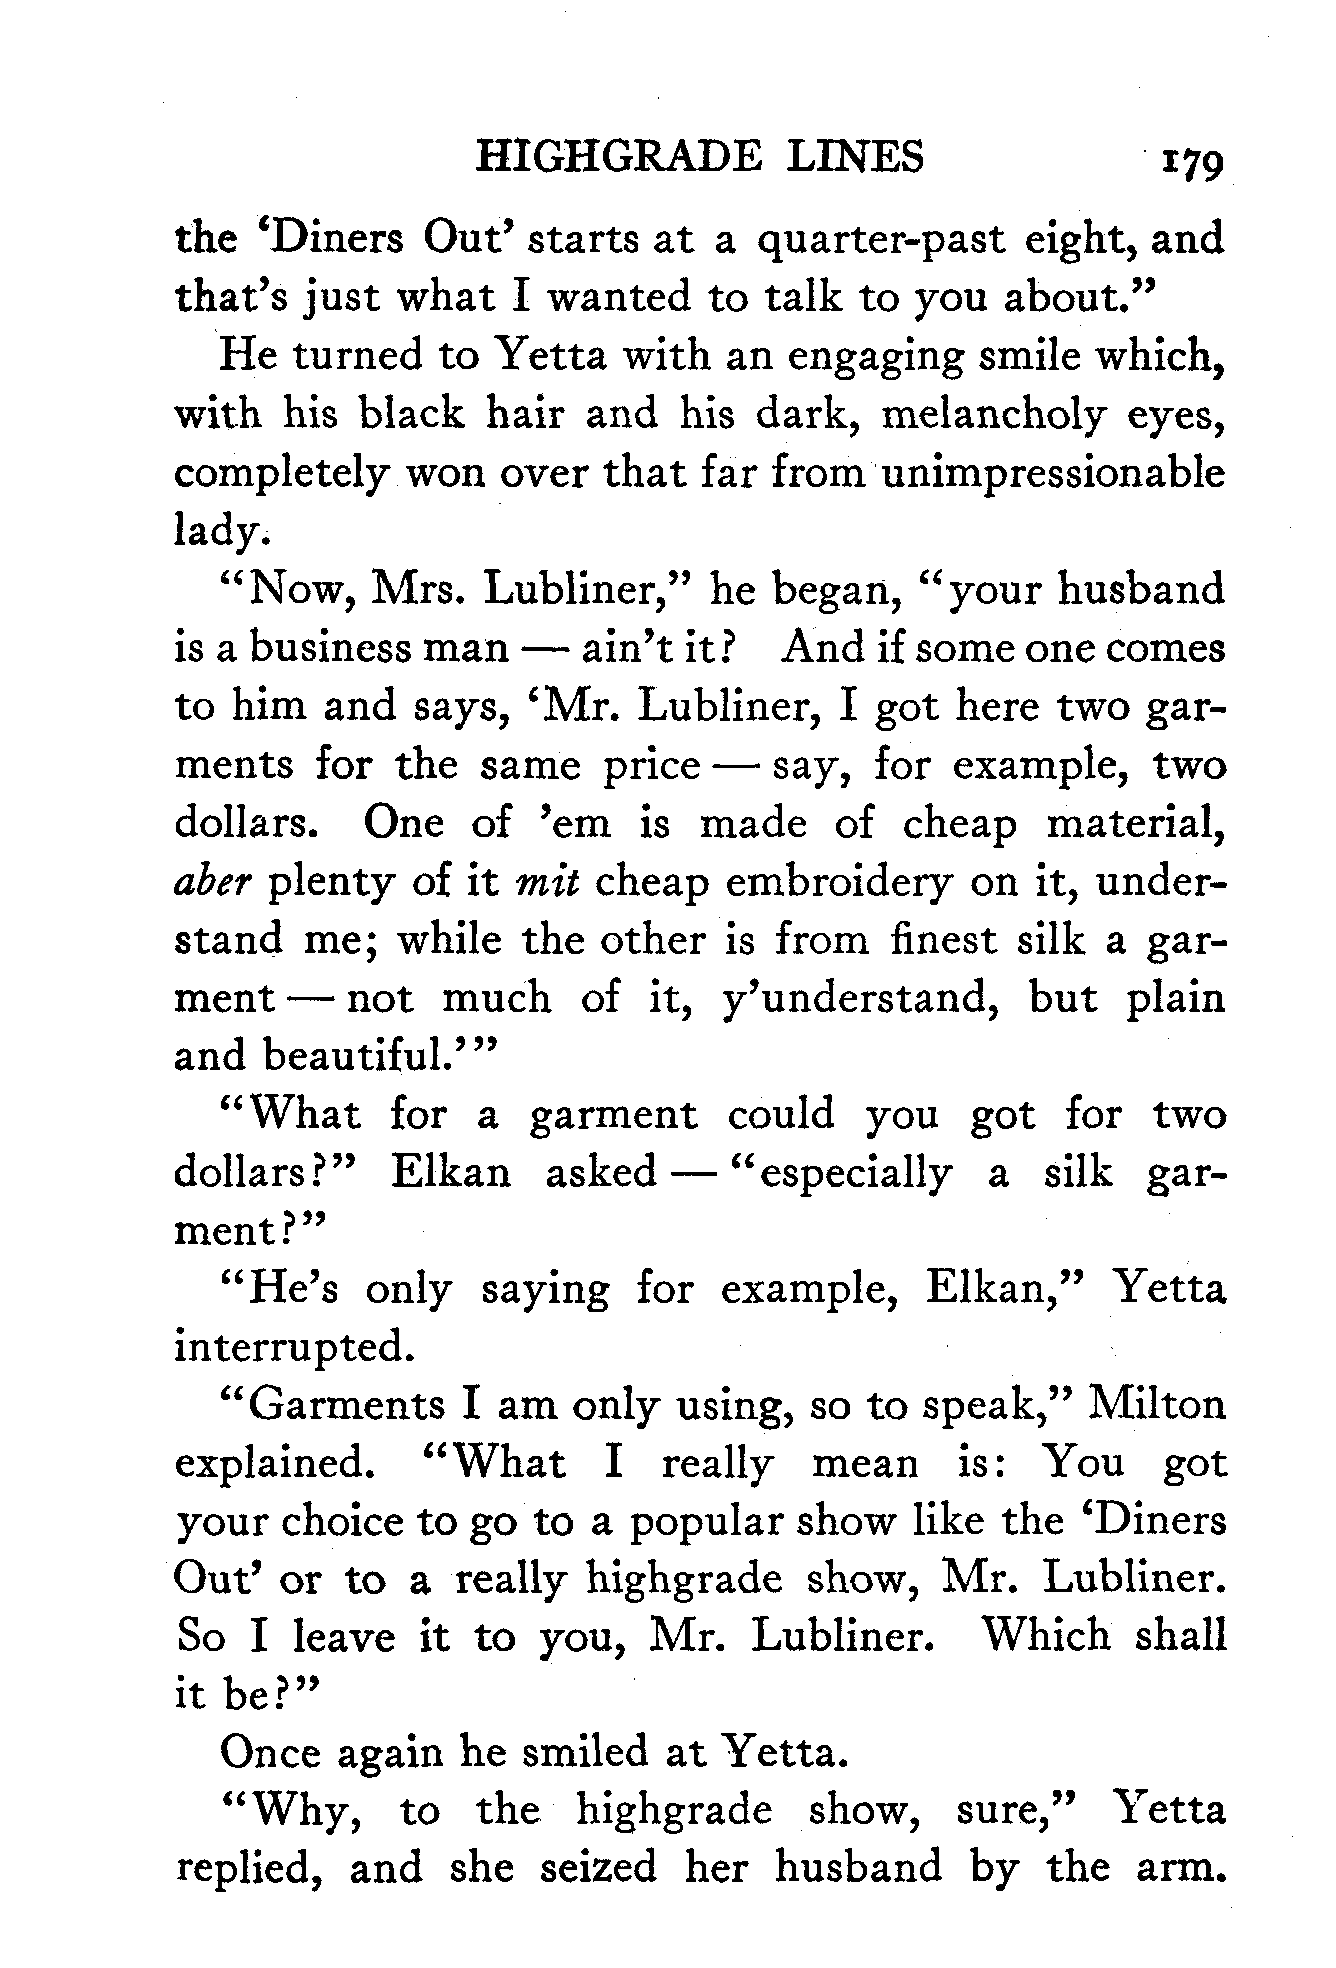 HIGHGRADE LINES 179
the ‘Diners Out’ starts at a quarter-past eight, and
that’s just what I wanted to talk to you about.”
He turned to Yetta with an engaging smile which,
with his black hair and his dark, melancholy eyes,
completely won over that far from unimpressionable
lady.
“Now, Mrs. Lubliner,” he began, “your husband
is a business man — ain’t it? And if some one comes
to him and says, ‘Mr. Lubliner, I got here two gar-
ments for the same price — say, for example, two
dollars. One of ’em is made of cheap material,
aber plenty of it mit cheap embroidery on it, under-
stand me; while the other is from finest silk a gar-
ment — not much of it, y’understand, but plain
and beautiful.’”
“What for a garment could you got for two
dollars?” Elkan asked — “especially a silk gar-
ment?”
“He’s only saying for example, Elkan,” Yetta
interrupted.
“Garments I am only using, so to speak,” Milton
explained. “What I really mean is: You got
your choice to go to a popular show like the ‘Diners
Out’ or to a really highgrade show, Mr. Lubliner.
So I leave it to you, Mr. Lubliner. Which shall
it be?”
Once again he smiled at Yetta.
“Why, to the highgrade show, sure,” Yetta
replied, and she seized her husband by the arm.